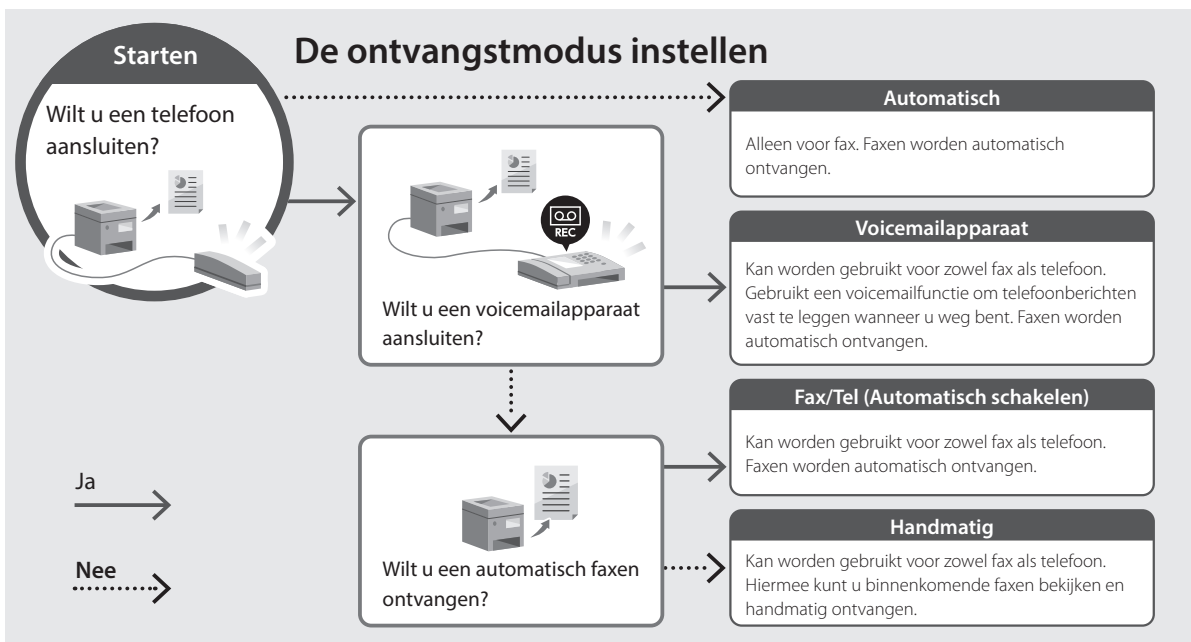 De ontvangstmodus instellen
Starten
Wilt u een telefoon
aansluiten?
Automatisch
Alleen voor fax. Faxen worden automatisch
ontvangen.
REC
Wilt u een voicemailapparaat
aansluiten?
Voicemailapparaat
Kan worden gebruikt voor zowel fax als telefoon.
Gebruikt een voicemailfunctie om telefoonberichten
vast te leggen wanneer u weg bent. Faxen worden
automatisch ontvangen.
Wilt u een automatisch faxen
ontvangen?
Fax/Tel (Automatisch schakelen)
Kan worden gebruikt voor zowel fax als telefoon.
Faxen worden automatisch ontvangen.
Handmatig
Kan worden gebruikt voor zowel fax als telefoon.
Hiermee kunt u binnenkomende faxen bekijken en
handmatig ontvangen.
Ja
Nee